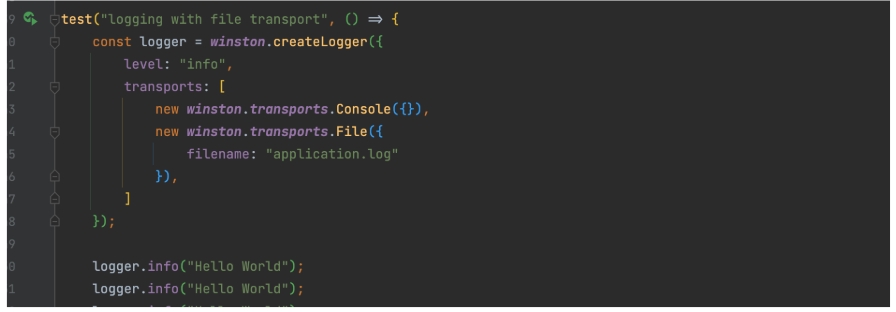 9 test("logging with file transport", () => {
0 const logger = winston.createLogger({
1 level: "info",
2 transports: [
3 new winston.transports.Console({}),
4 new winston.transports.File({
5 filename: "application.log"
6 }),
7 ]
8 });
9
0 logger.info("Hello World");
1 logger.info("Hello World");